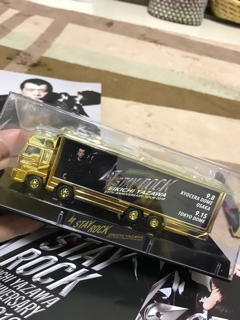 STAY ROCK
EIKICHI YAZAWA
9.8
KYOCERA DOME
OSAKA
9.15
TOKYO DOME
STAY ROCK
STAY
ROCK
EIKICHI YAZAWA